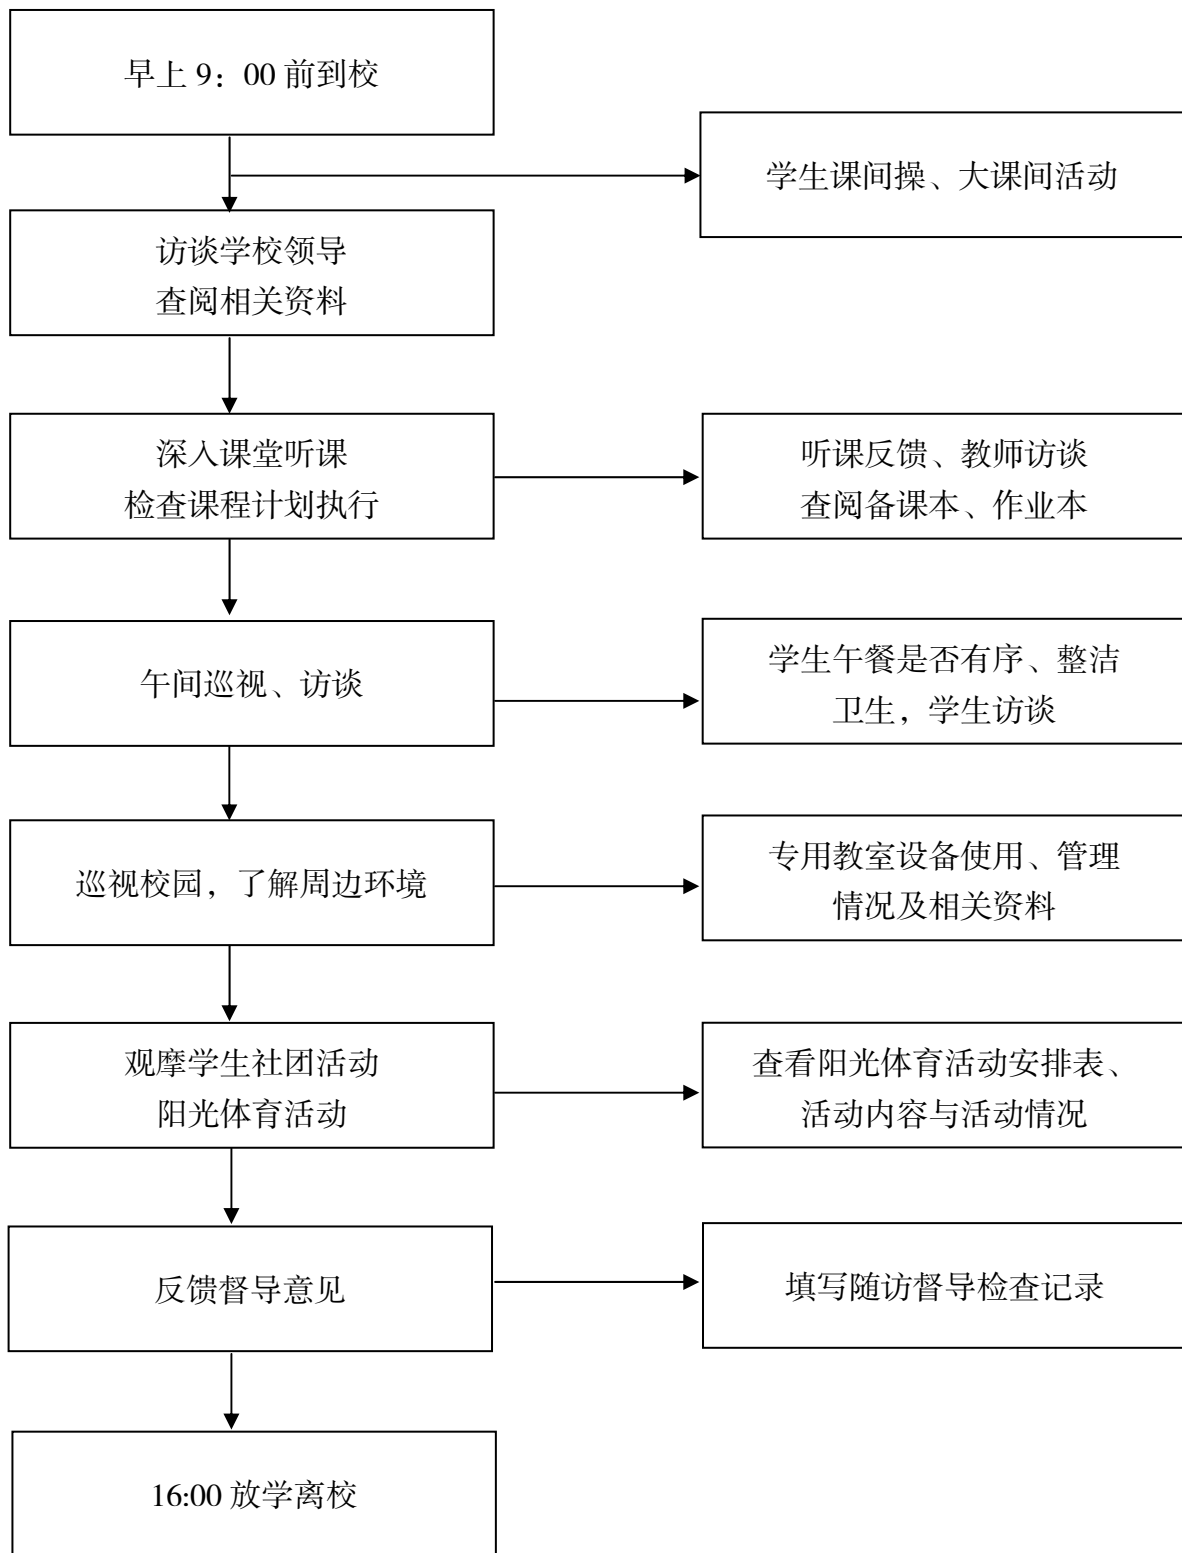 早上 9：00 前到校
学生课间操、大课间活动
访谈学校领导
查阅相关资料
深入课堂听课
检查课程计划执行
听课反馈、教师访谈
查阅备课本、作业本
午间巡视、访谈
学生午餐是否有序、整洁
卫生，学生访谈
巡视校园，了解周边环境
专用教室设备使用、管理
情况及相关资料
观摩学生社团活动
阳光体育活动
查看阳光体育活动安排表、
活动内容与活动情况
反馈督导意见
填写随访督导检查记录
16:00 放学离校